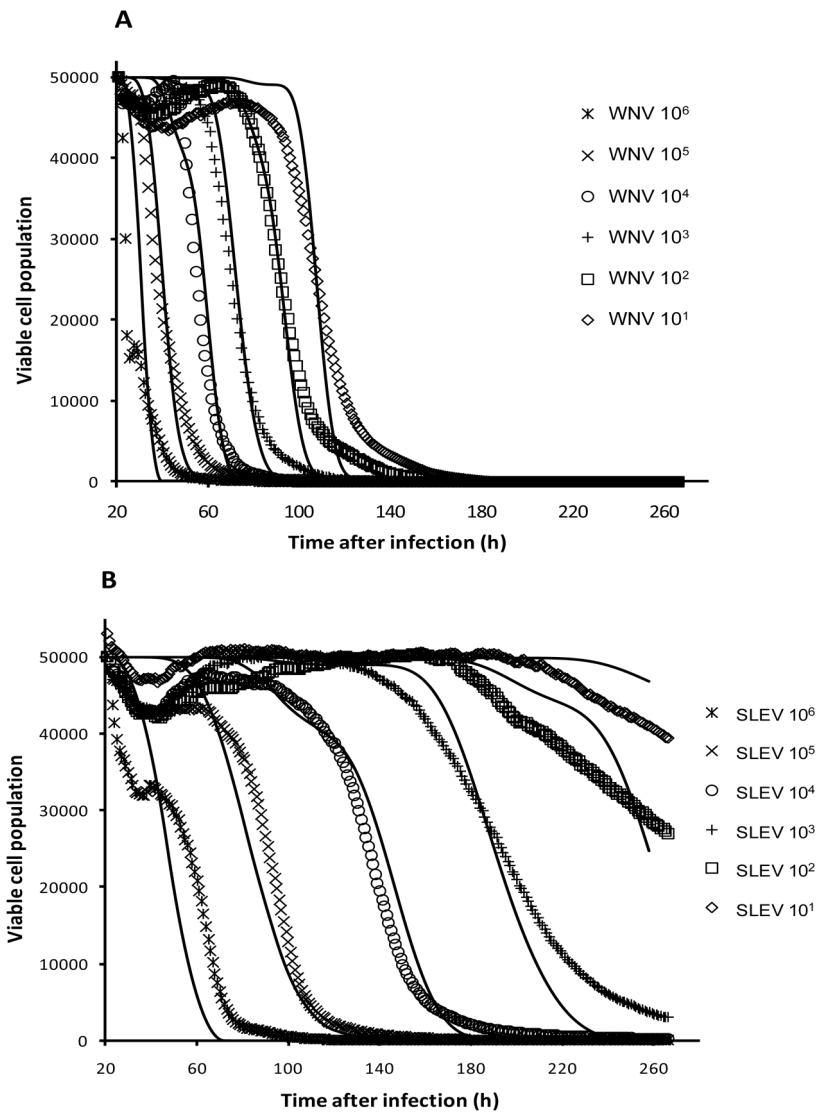 A
Viable cell population
50000
40000
30000
20000
10000
0
20 60 100 140 180 220 260
Time after infection (h)
WNV 10⁶
WNV 10⁵
WNV 10⁴
WNV 10³
WNV 10²
WNV 10¹
B
Viable cell population
50000
40000
30000
20000
10000
0
20 60 100 140 180 220 260
Time after infection (h)
SLEV 10⁶
SLEV 10⁵
SLEV 10⁴
SLEV 10³
SLEV 10²
SLEV 10¹